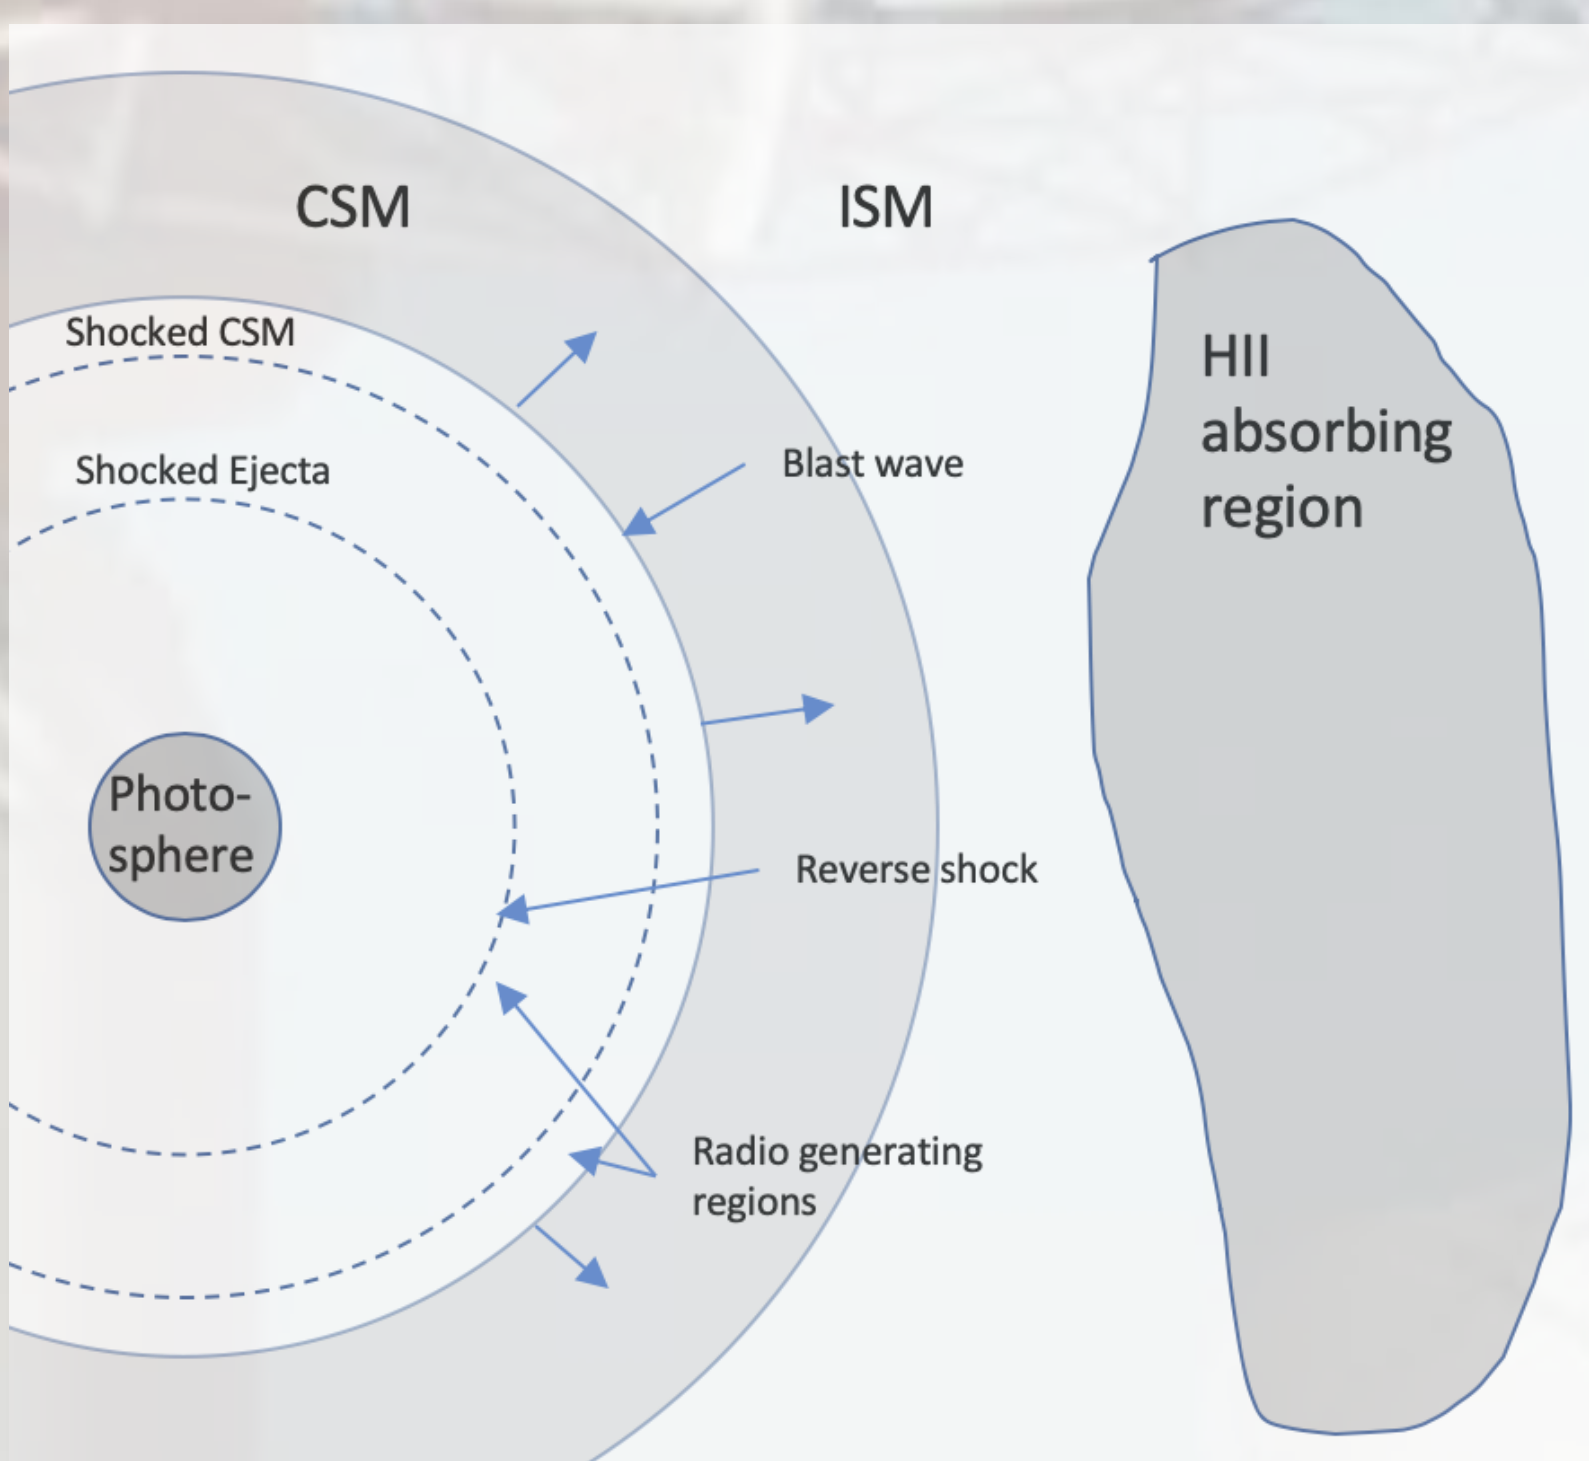 CSM
ISM
Shocked CSM
HII
absorbing
region
Shocked Ejecta
Blast wave
Photo-
sphere
Reverse shock
Radio generating
regions